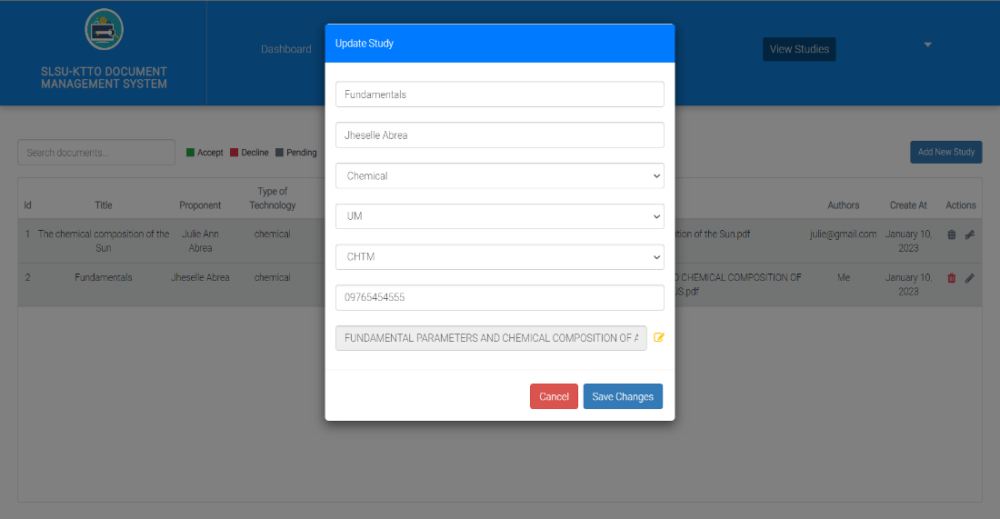 SLSU-KTTO DOCUMENT
MANAGEMENT SYSTEM
Dashboard
View Studies
Update Study
Fundamentals
Jheselle Abrea
Chemical
UM
CHTM
09765454555
FUNDAMENTAL PARAMETERS AND CHEMICAL COMPOSITION OF A
Cancel
Save Changes
Search documents...
Accept
Decline
Pending
Add New Study
Id
Title
Proponent
Type of
Technology
Authors
Create At
Actions
1
The chemical composition of the
Sun
Julie Ann
Abrea
chemical
ition of the Sun.pdf
julie@gmail.com
January 10,
2023
2
Fundamentals
Jheselle Abrea
chemical
D CHEMICAL COMPOSITION OF
US.pdf
Me
January 10,
2023